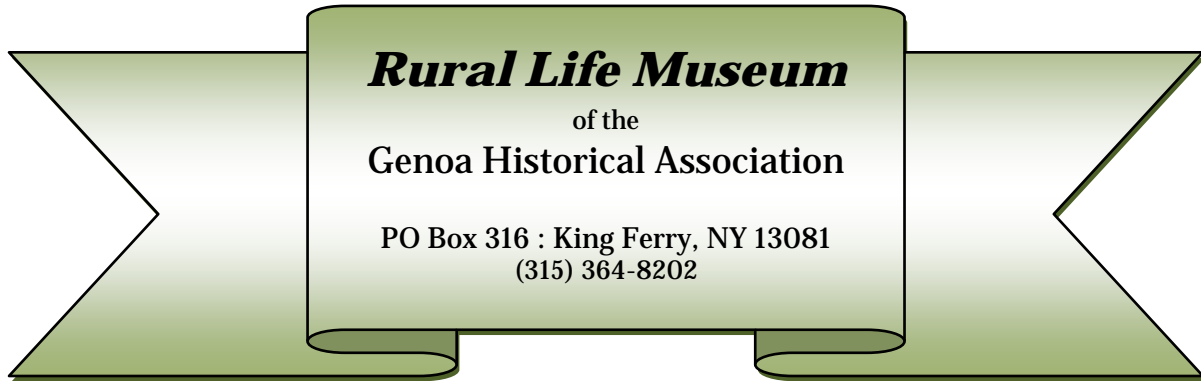 Rural Life Museum
of the
Genoa Historical Association
PO Box 316 : King Ferry, NY 13081
(315) 364-8202